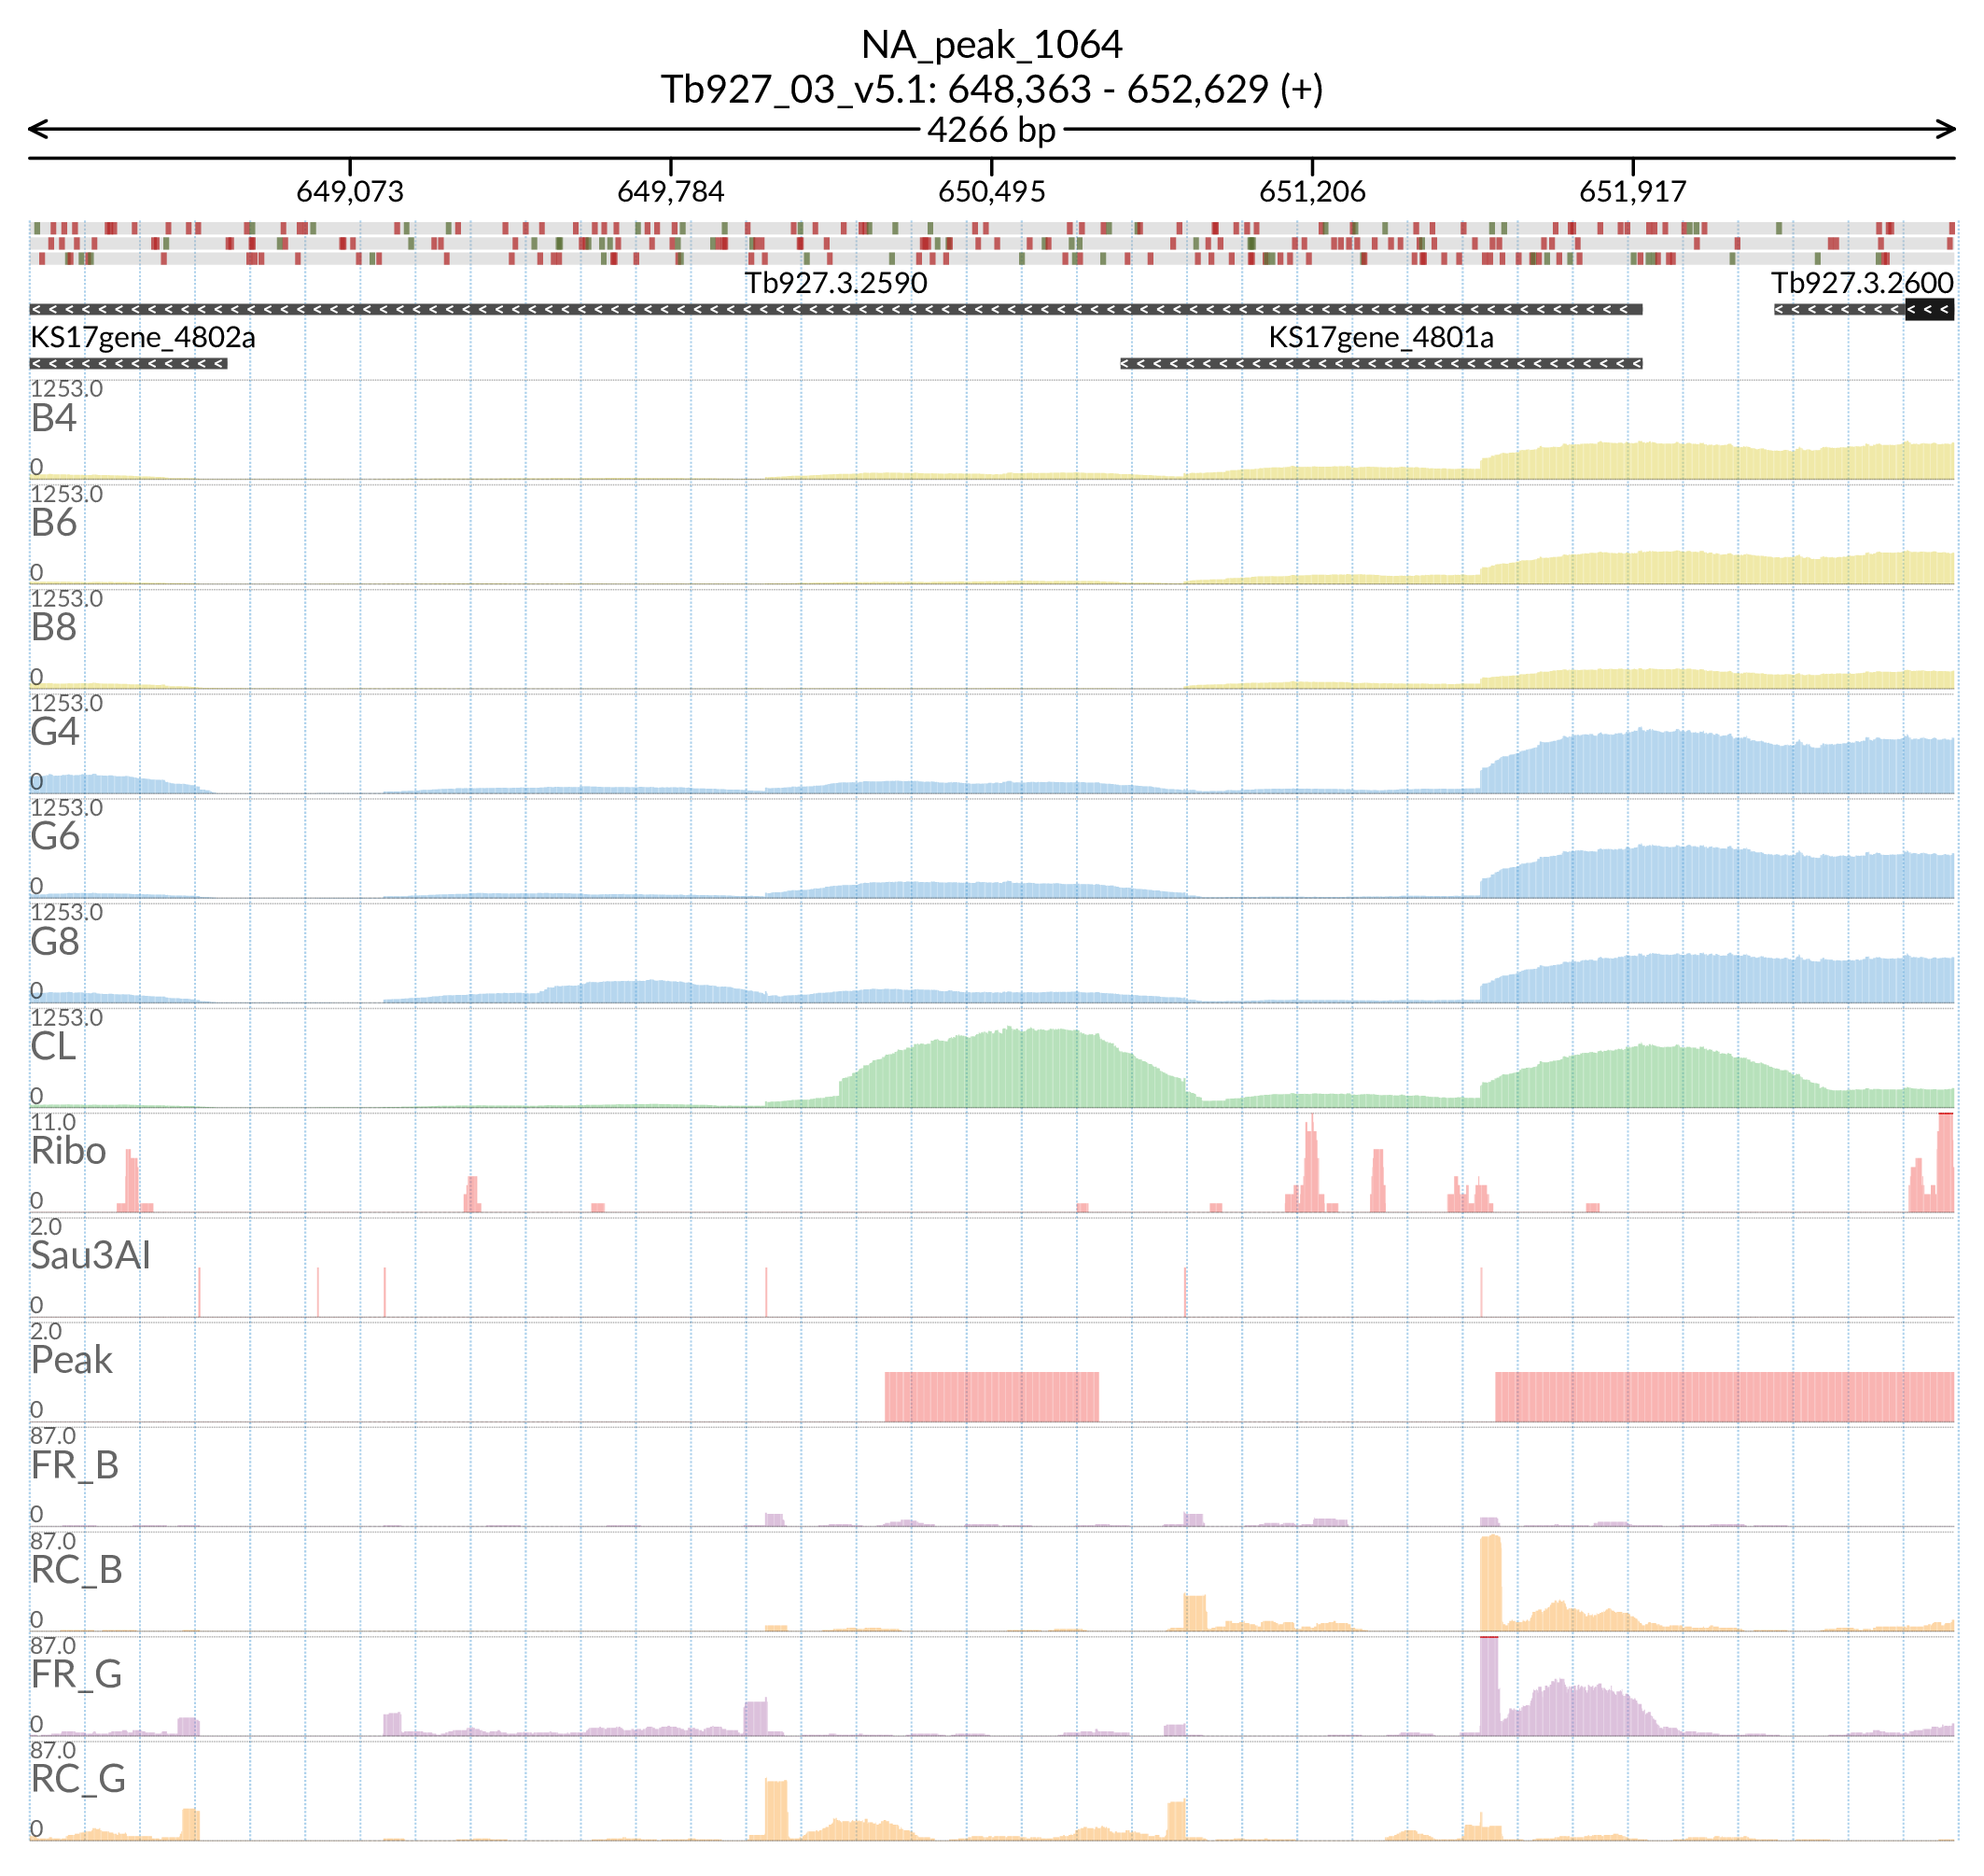 NA_peak_1064
Tb927_03_v5.1: 648,363 - 652,629 (+)
4266 bp
649,073 649,784 650,495 651,206 651,917
Tb927.3.2590 Tb927.3.2600
KS17gene_4802a KS17gene_4801a
1253.0
B4
0
1253.0
B6
0
1253.0
B8
0
1253.0
G4
0
1253.0
G6
0
1253.0
G8
0
1253.0
CL
0
11.0
Ribo
0
2.0
Sau3AI
0
2.0
Peak
0
87.0
FR_B
0
87.0
RC_B
0
87.0
FR_G
0
87.0
RC_G
0